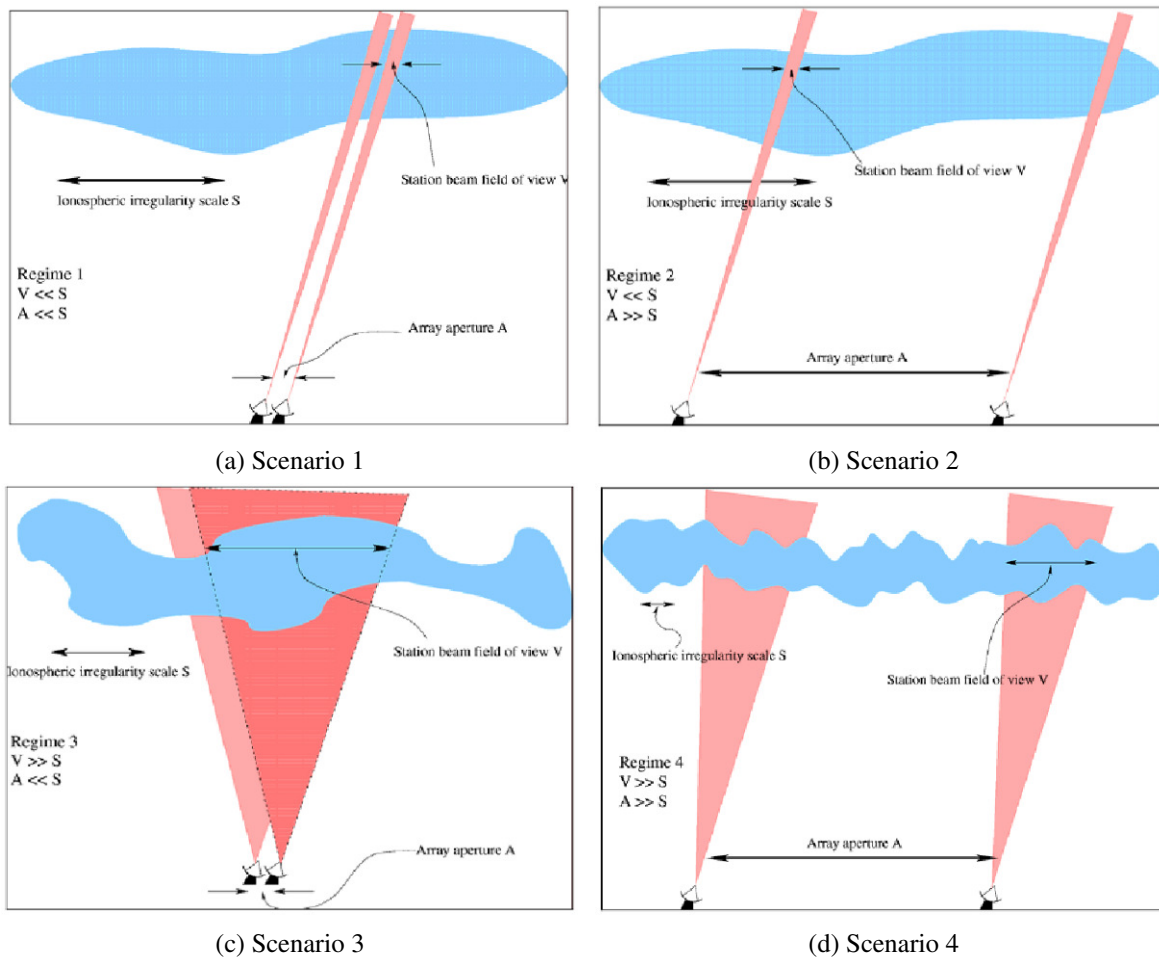 Station beam field of view V
Ionospheric irregularity scale S
Regime 1
V << S
A << S
Array aperture A
(a) Scenario 1
Station beam field of view V
Ionospheric irregularity scale S
Regime 2
V << S
A >> S
Array aperture A
(b) Scenario 2
Station beam field of view V
Ionospheric irregularity scale S
Regime 3
V >> S
A << S
Array aperture A
(c) Scenario 3
Ionospheric irregularity scale S
Station beam field of view V
Regime 4
V >> S
A >> S
Array aperture A
(d) Scenario 4